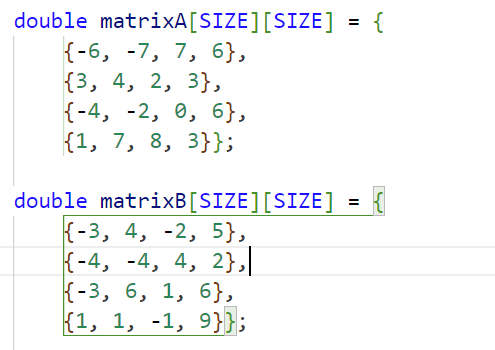 double matrixA[SIZE][SIZE] = {
{-6, -7, 7, 6},
{3, 4, 2, 3},
{-4, -2, 0, 6},
{1, 7, 8, 3}};
double matrixB[SIZE][SIZE] = {
{-3, 4, -2, 5},
{-4, -4, 4, 2},
{-3, 6, 1, 6},
{1, 1, -1, 9}};